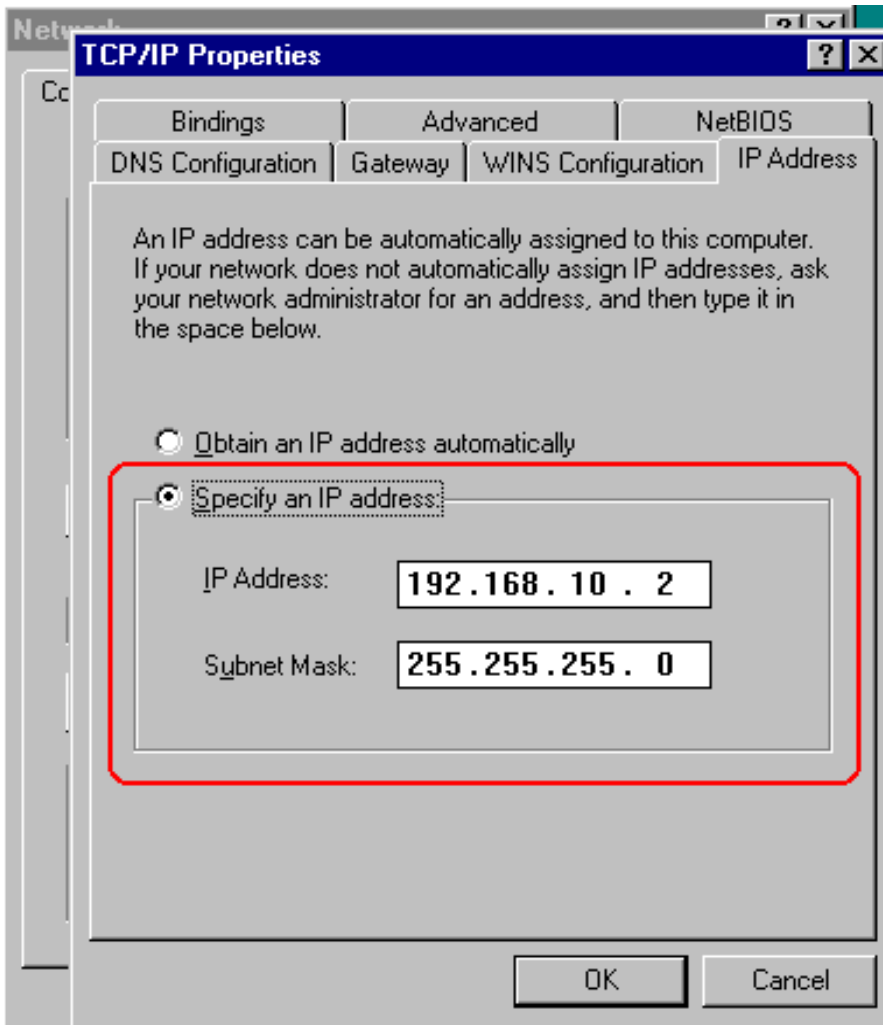 Network
TCP/IP Properties
Co
Bindings
Advanced
NetBIOS
DNS Configuration
Gateway
WINS Configuration
IP Address
An IP address can be automatically assigned to this computer.
If your network does not automatically assign IP addresses, ask
your network administrator for an address, and then type it in
the space below.
Obtain an IP address automatically
Specify an IP address:
IP Address:
192.168. 10 . 2
Subnet Mask:
255.255.255. 0
OK
Cancel